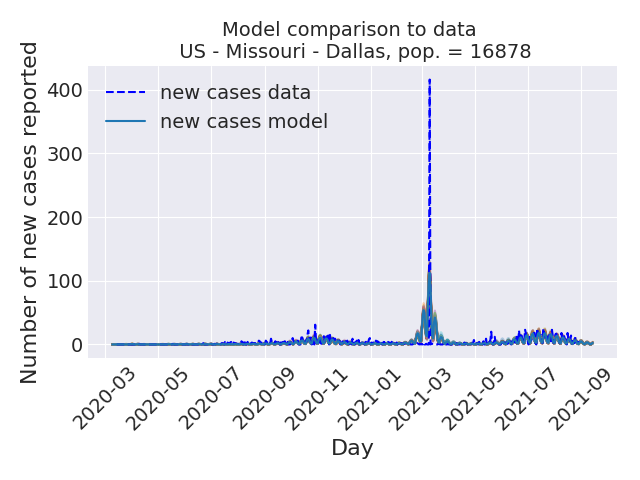 Model comparison to data
US - Missouri - Dallas, pop. = 16878
Number of new cases reported
400
300
200
100
0
new cases data
new cases model
2020-03
2020-05
2020-07
2020-09
2020-11
2021-01
2021-03
2021-05
2021-07
2021-09
Day